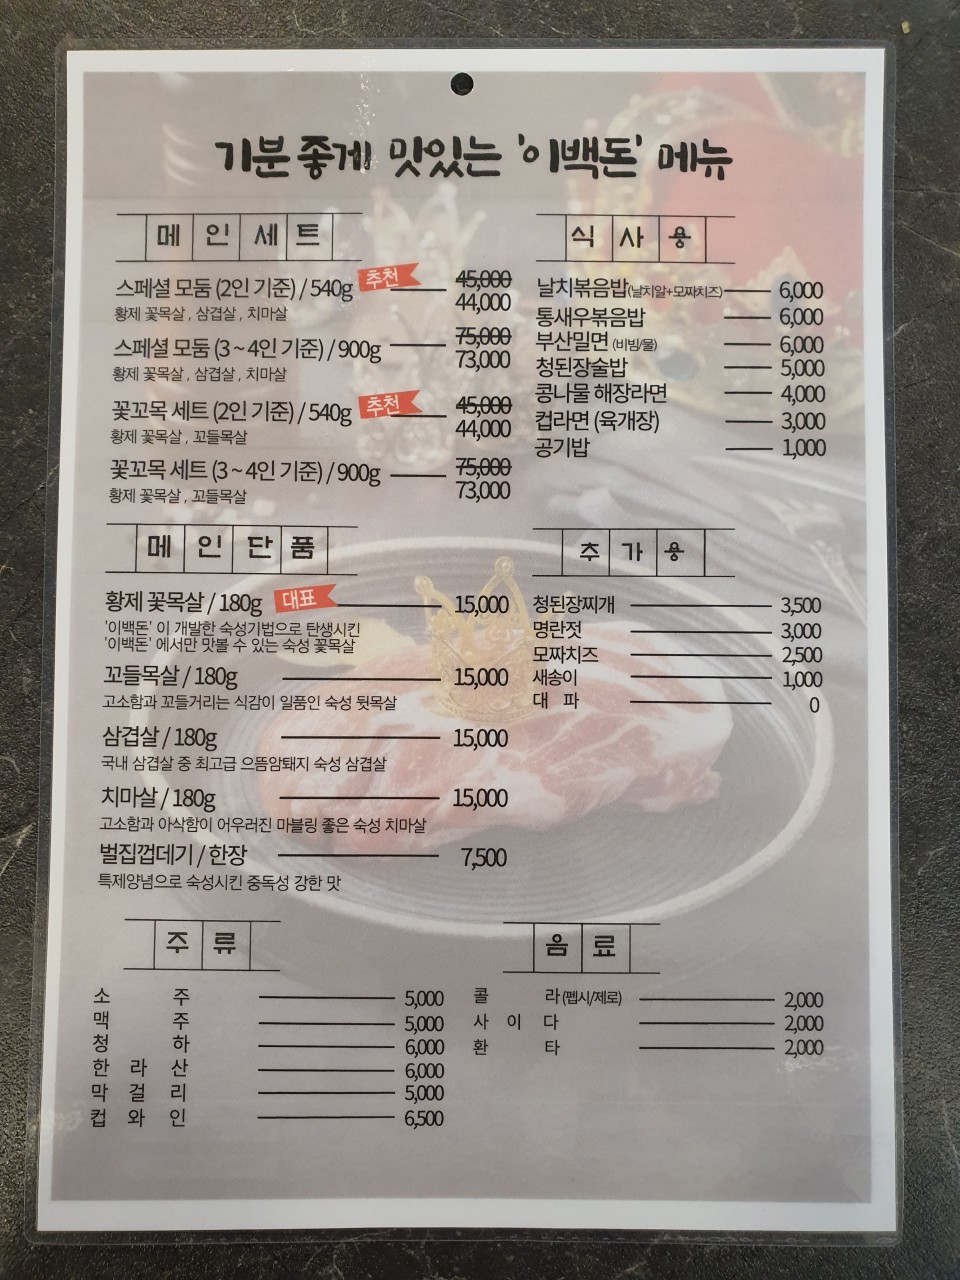 기분 좋게 맛있는 '이백돈' 메뉴
메인세트
스페셜 모둠 (2인 기준) / 540g 추천 45,000
44,000
황제 꽃목살 , 삼겹살 , 치마살
스페셜 모둠 (3~4인 기준) / 900g 75,000
73,000
황제 꽃목살 , 삼겹살 , 치마살
꽃꼬목 세트 (2인 기준) / 540g 추천 45,000
44,000
황제 꽃목살 , 꼬들목살
꽃꼬목 세트 (3~4인 기준) / 900g 75,000
73,000
황제 꽃목살 , 꼬들목살
식사용
날치볶음밥(날치알+모짜치즈) 6,000
통새우볶음밥 6,000
부산밀면 (비빔/물) 6,000
청된장술밥 5,000
콩나물 해장라면 4,000
컵라면 (육개장) 3,000
공기밥 1,000
메인단품
황제 꽃목살 / 180g 대표 15,000
'이백돈' 이 개발한 숙성기법으로 탄생시킨
'이백돈' 에서만 맛볼 수 있는 숙성 꽃목살
꼬들목살 / 180g 15,000
고소함과 꼬들거리는 식감이 일품인 숙성 뒷목살
삼겹살 / 180g 15,000
국내 삼겹살 중 최고급 으뜸암퇘지 숙성 삼겹살
치마살 / 180g 15,000
고소함과 아삭함이 어우러진 마블링 좋은 숙성 치마살
벌집껍데기 / 한장 7,500
특제양념으로 숙성시킨 중독성 강한 맛
추가용
청된장찌개 3,500
명란젓 3,000
모짜치즈 2,500
새송이 1,000
대 파 0
주류
소 주 5,000
맥 주 5,000
청 하 6,000
한 라 산 6,000
막 걸 리 5,000
컵 와 인 6,500
음료
콜 라 (펩시/제로) 2,000
사 이 다 2,000
환 타 2,000